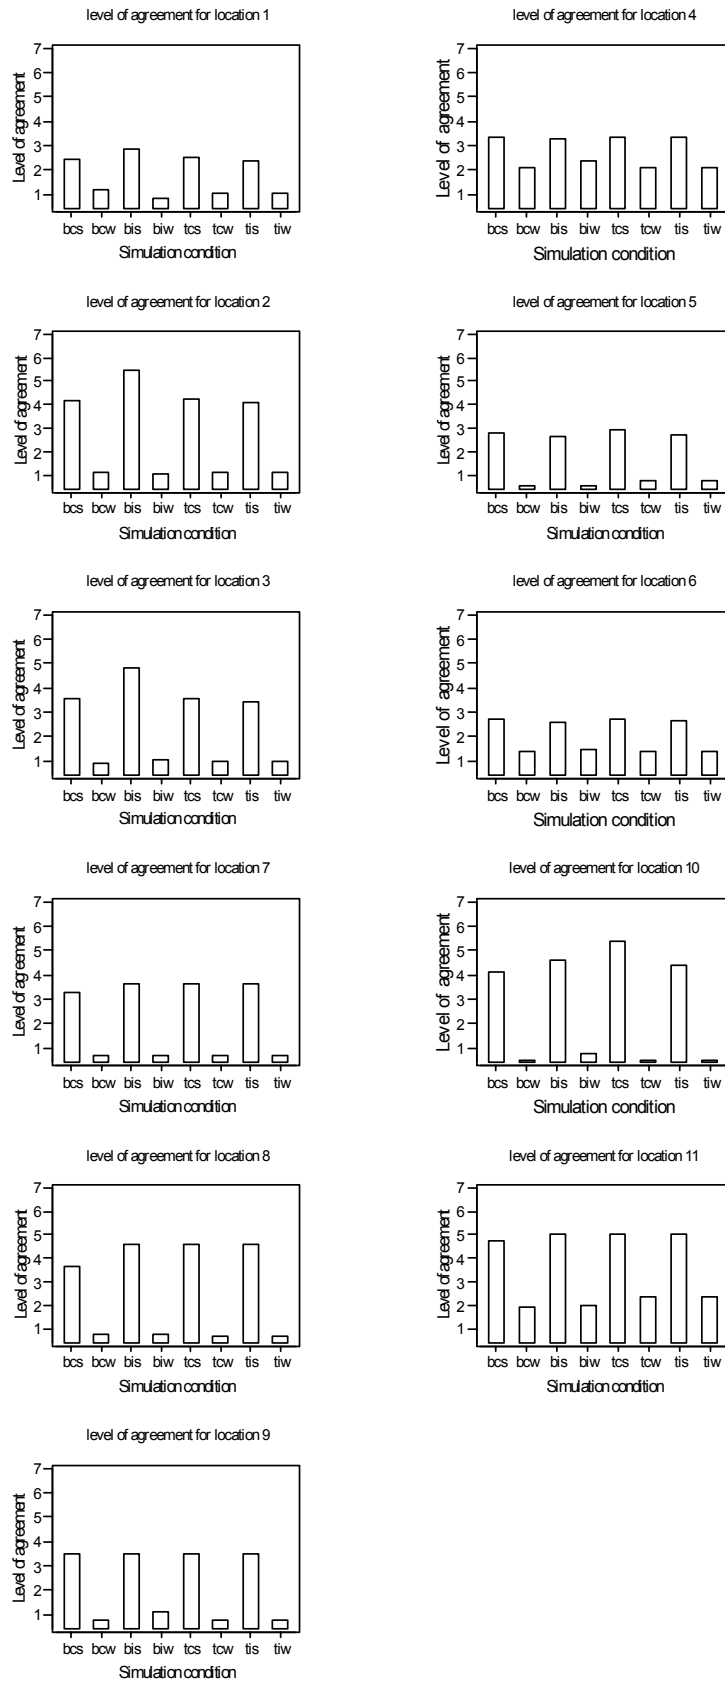 level of agreement for location 1
Level of agreement
7
6
5
4
3
2
1
bcs bcw bis biw tcs tcw tis tiw
Simulation condition
level of agreement for location 4
Level of agreement
7
6
5
4
3
2
1
bcs bcw bis biw tcs tcw tis tiw
Simulation condition
level of agreement for location 2
Level of agreement
7
6
5
4
3
2
1
bcs bcw bis biw tcs tcw tis tiw
Simulation condition
level of agreement for location 5
Level of agreement
7
6
5
4
3
2
1
bcs bcw bis biw tcs tcw tis tiw
Simulation condition
level of agreement for location 3
Level of agreement
7
6
5
4
3
2
1
bcs bcw bis biw tcs tcw tis tiw
Simulation condition
level of agreement for location 6
Level of agreement
7
6
5
4
3
2
1
bcs bcw bis biw tcs tcw tis tiw
Simulation condition
level of agreement for location 7
Level of agreement
7
6
5
4
3
2
1
bcs bcw bis biw tcs tcw tis tiw
Simulation condition
level of agreement for location 10
Level of agreement
7
6
5
4
3
2
1
bcs bcw bis biw tcs tcw tis tiw
Simulation condition
level of agreement for location 8
Level of agreement
7
6
5
4
3
2
1
bcs bcw bis biw tcs tcw tis tiw
Simulation condition
level of agreement for location 11
Level of agreement
7
6
5
4
3
2
1
bcs bcw bis biw tcs tcw tis tiw
Simulation condition
level of agreement for location 9
Level of agreement
7
6
5
4
3
2
1
bcs bcw bis biw tcs tcw tis tiw
Simulation condition